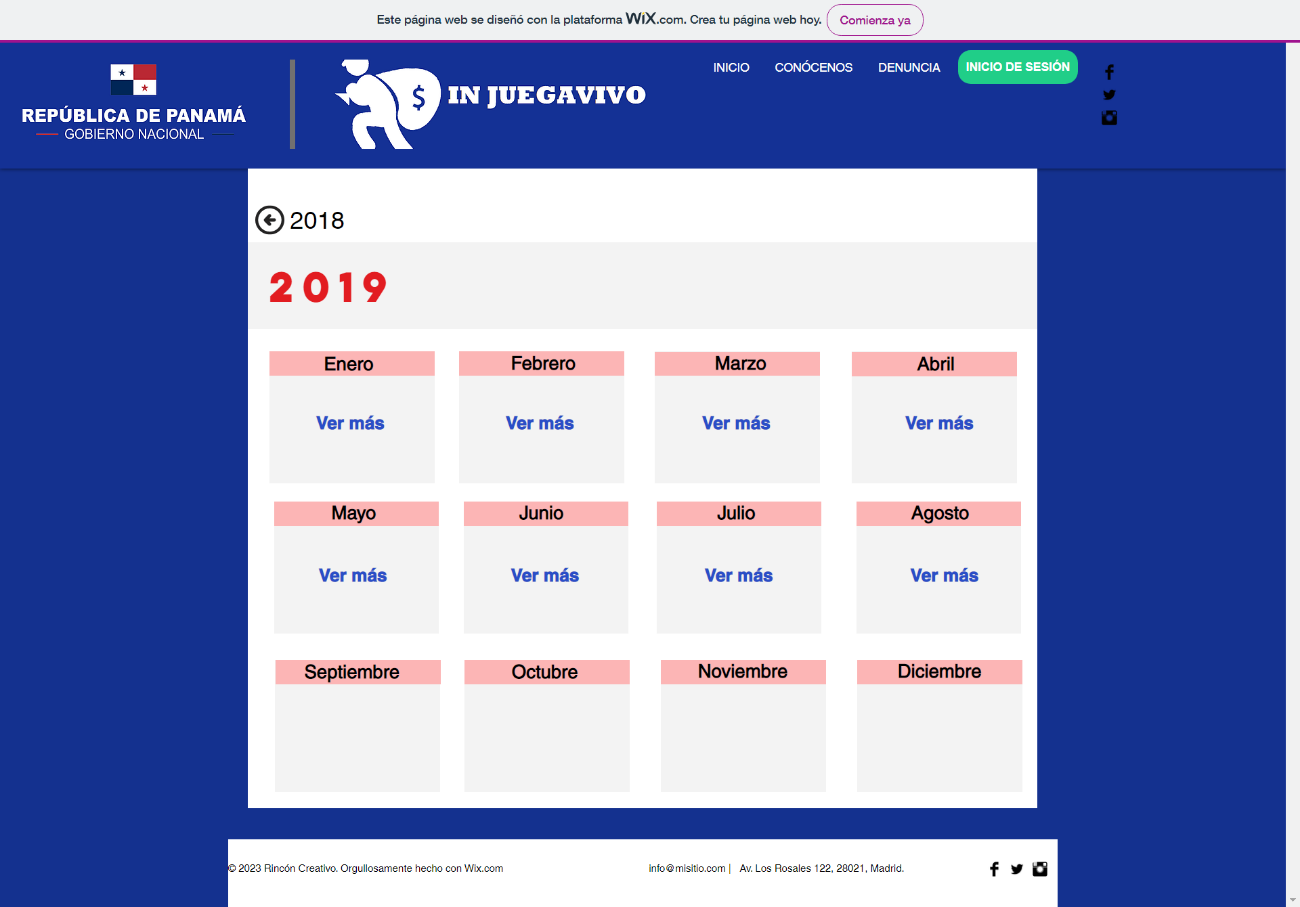 Este página web se diseñó con la plataforma WiX.com. Crea tu página web hoy. Comienza ya
REPÚBLICA DE PANAMÁ
GOBIERNO NACIONAL
$
IN JUEGAVIVO
INICIO CONÓCENOS DENUNCIA INICIO DE SESIÓN
2018
2019
Enero Febrero Marzo Abril
Ver más Ver más Ver más Ver más
Mayo Junio Julio Agosto
Ver más Ver más Ver más Ver más
Septiembre Octubre Noviembre Diciembre
© 2023 Rincón Creativo. Orgullosamente hecho con Wix.com info@misitio.com | Av. Los Rosales 122, 28021, Madrid.